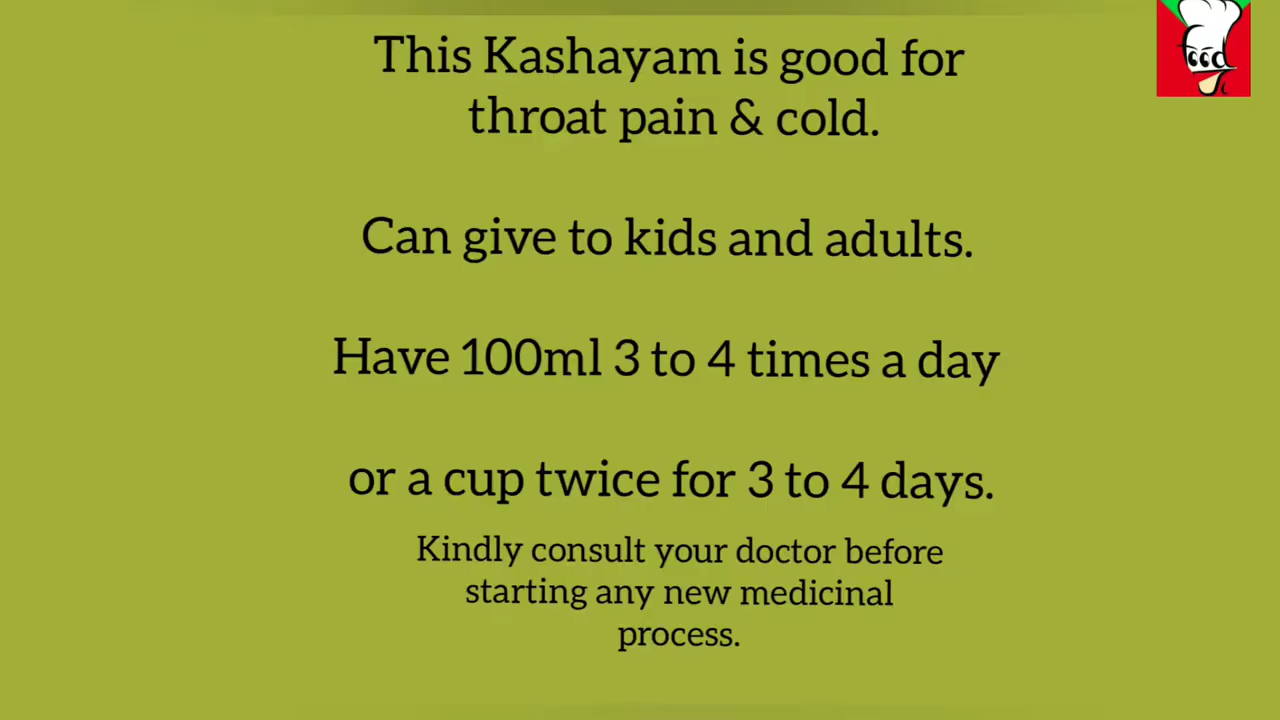 This Kashayam is good for
throat pain & cold.
Can give to kids and adults.
Have 100ml 3 to 4 times a day
or a cup twice for 3 to 4 days.
Kindly consult your doctor before
starting any new medicinal
process.